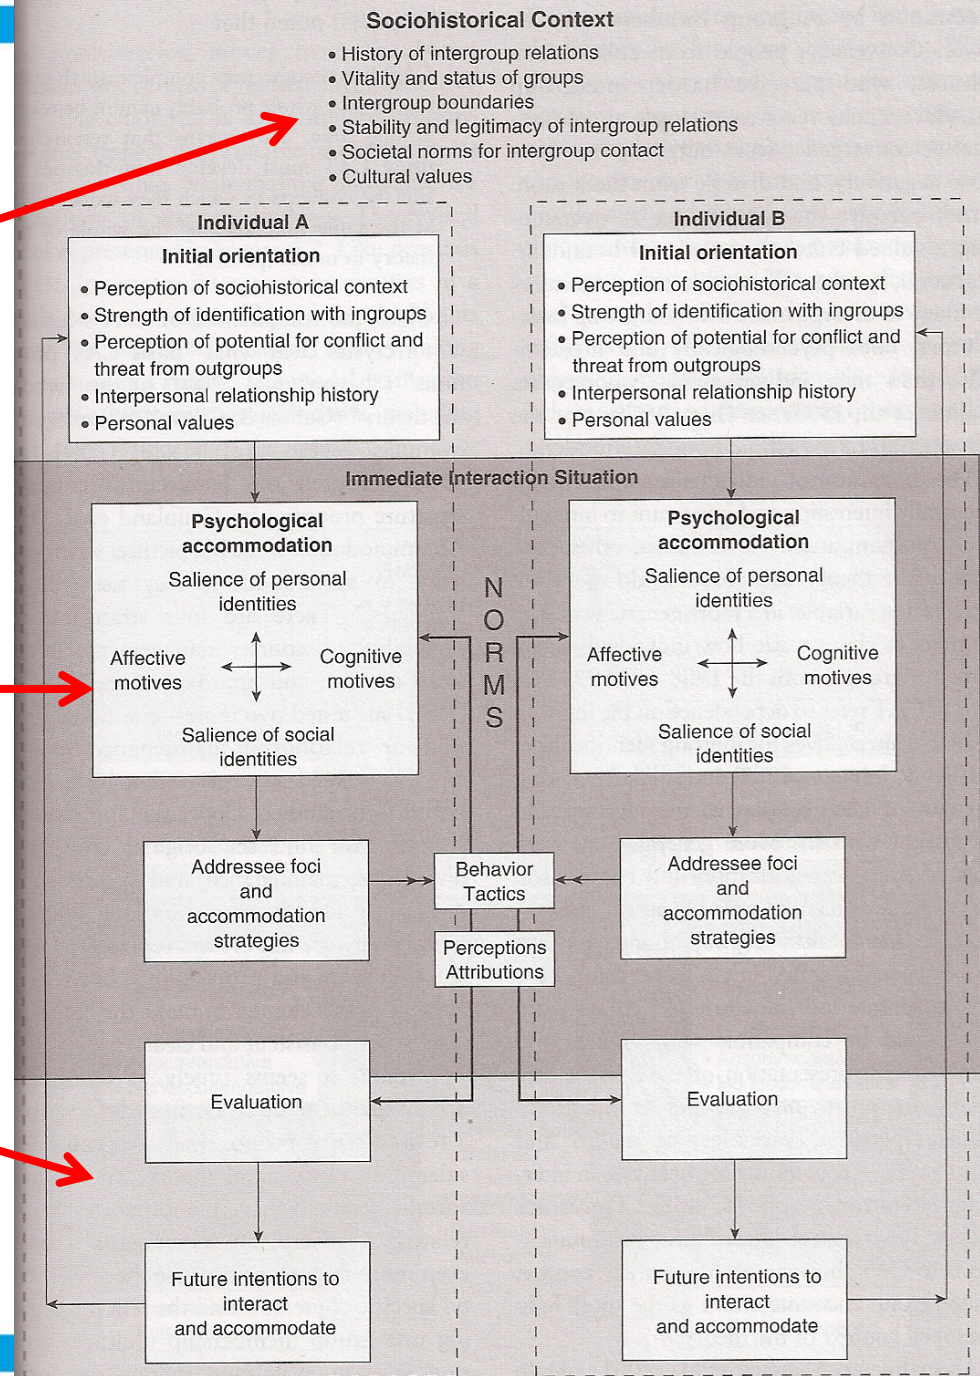 Sociohistorical Context
• History of intergroup relations
• Vitality and status of groups
• Intergroup boundaries
• Stability and legitimacy of intergroup relations
• Societal norms for intergroup contact
• Cultural values
Individual A
Initial orientation
• Perception of sociohistorical context
• Strength of identification with ingroups
• Perception of potential for conflict and
threat from outgroups
• Interpersonal relationship history
• Personal values
Individual B
Initial orientation
• Perception of sociohistorical context
• Strength of identification with ingroups
• Perception of potential for conflict and
threat from outgroups
• Interpersonal relationship history
• Personal values
Immediate Interaction Situation
Psychological
accommodation
Salience of personal
identities
Affective
motives
Cognitive
motives
Salience of social
identities
N
O
R
M
S
Psychological
accommodation
Salience of personal
identities
Affective
motives
Cognitive
motives
Salience of social
identities
Addressee foci
and
accommodation
strategies
Behavior
Tactics
Addressee foci
and
accommodation
strategies
Perceptions
Attributions
Evaluation
Evaluation
Future intentions to
interact
and accommodate
Future intentions to
interact
and accommodate